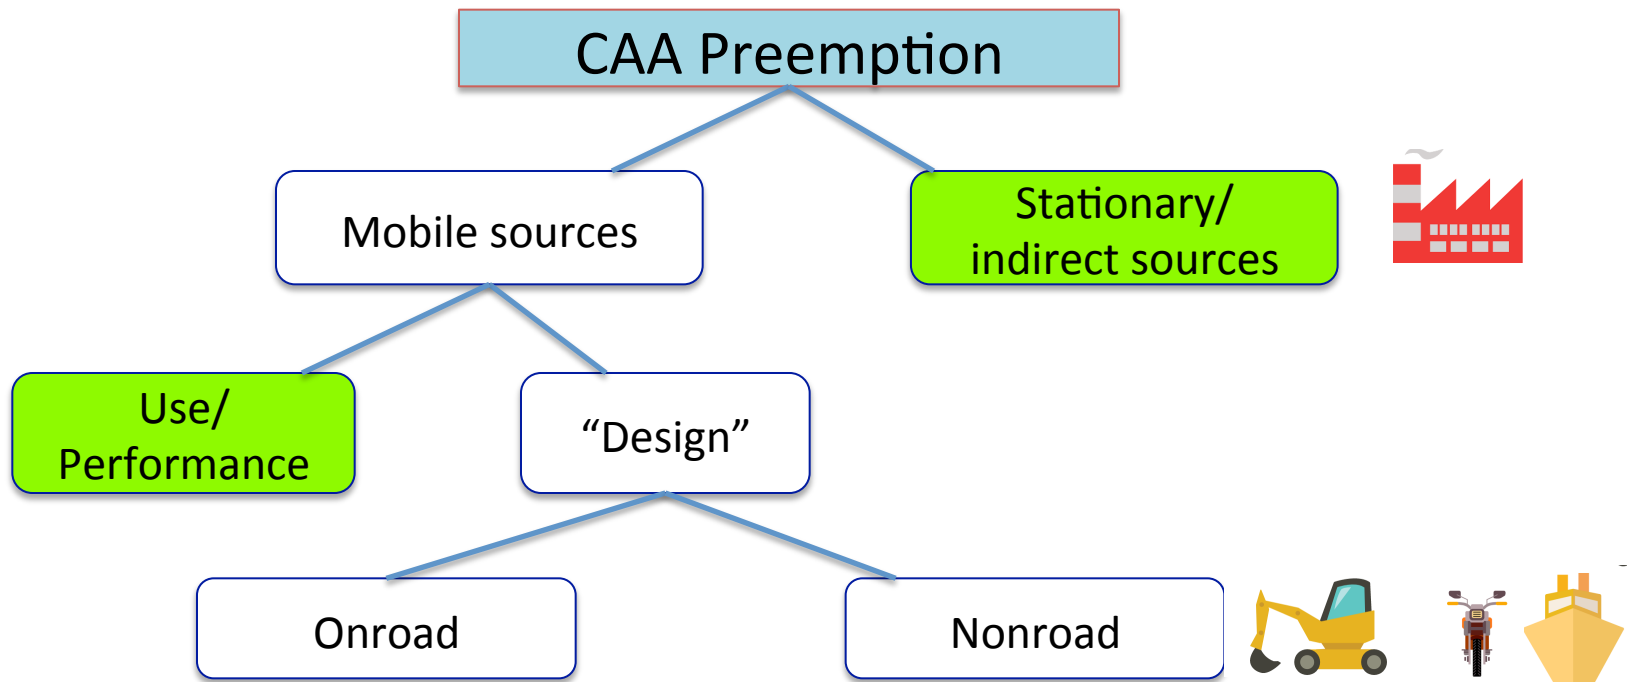 CAA Preemption
Mobile sources
Stationary/
indirect sources
Use/
Performance
“Design”
Onroad
Nonroad